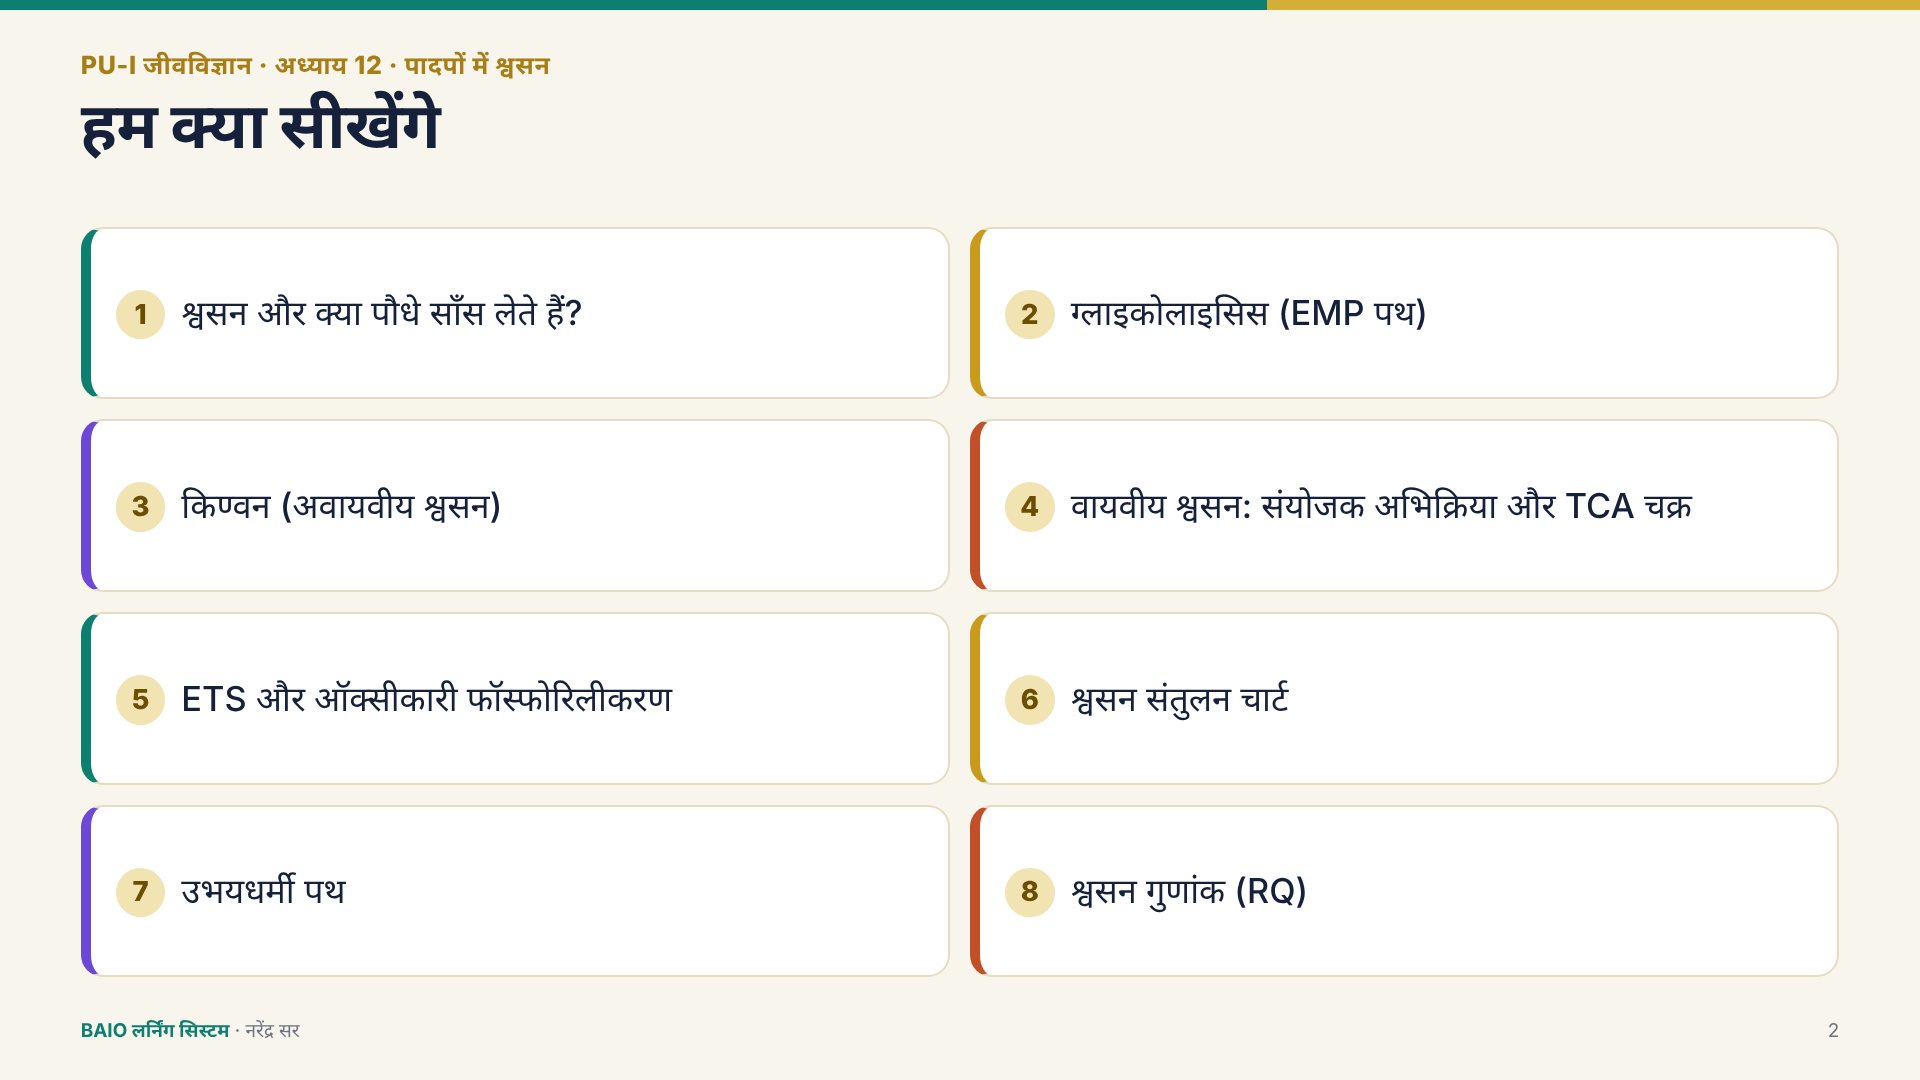 PU-I जीवविज्ञान · अध्याय 12 · पादपों में श्वसन
हम क्या सीखेंगे
1 श्वसन और क्या पौधे साँस लेते हैं?
2 ग्लाइकोलाइसिस (EMP पथ)
3 किण्वन (अवायवीय श्वसन)
4 वायवीय श्वसन: संयोजक अभिक्रिया और TCA चक्र
5 ETS और ऑक्सीकारी फॉस्फोरिलीकरण
6 श्वसन संतुलन चार्ट
7 उभयधर्मी पथ
8 श्वसन गुणांक (RQ)
BAIO लर्निंग सिस्टम · नरेंद्र सर
2